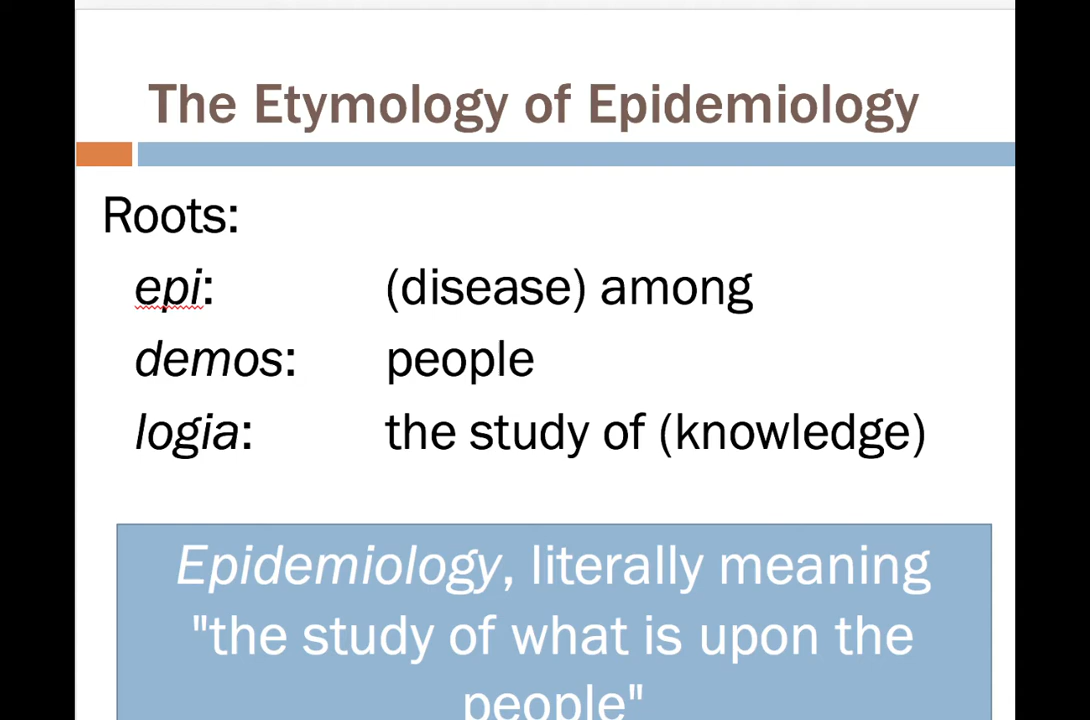 The Etymology of Epidemiology
Roots:
epi: (disease) among
demos: people
logia: the study of (knowledge)
Epidemiology, literally meaning
"the study of what is upon the
people"